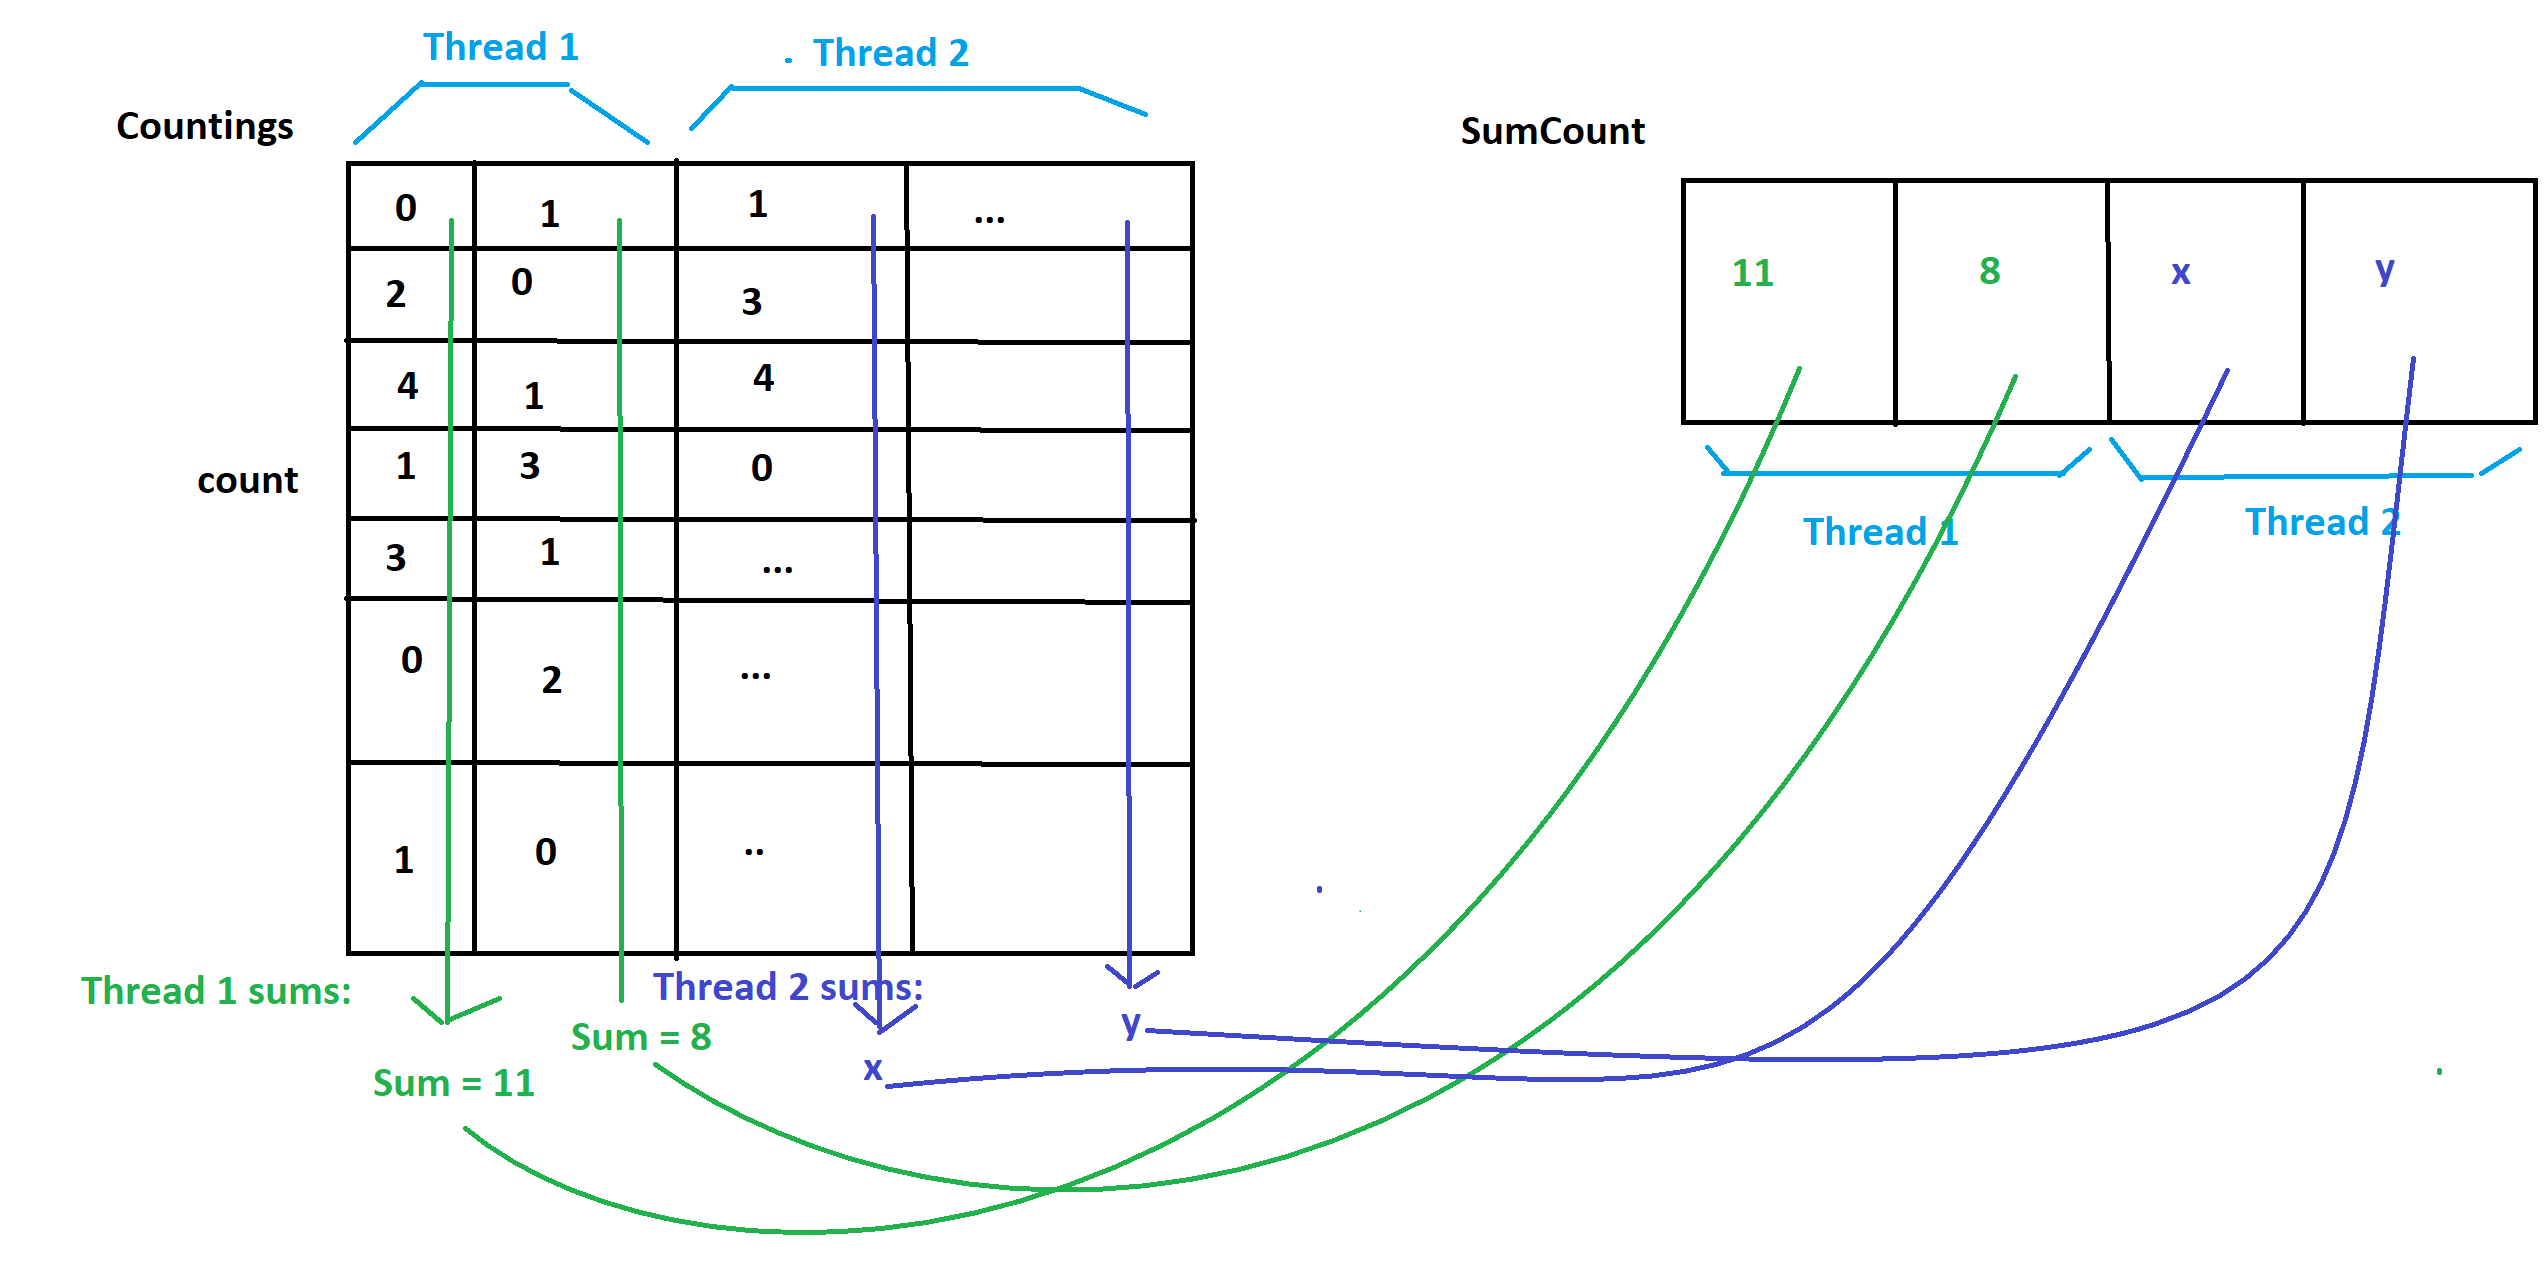 Thread 1
Thread 2
Countings
SumCount
0 1 1 ...
2 0 3
4 1 4
count
1 3 0
3 1 ...
0 2 ...
1 0 ..
11 8 x y
Thread 1
Thread 2
Thread 1 sums:
Sum = 11
Sum = 8
Thread 2 sums:
x
y